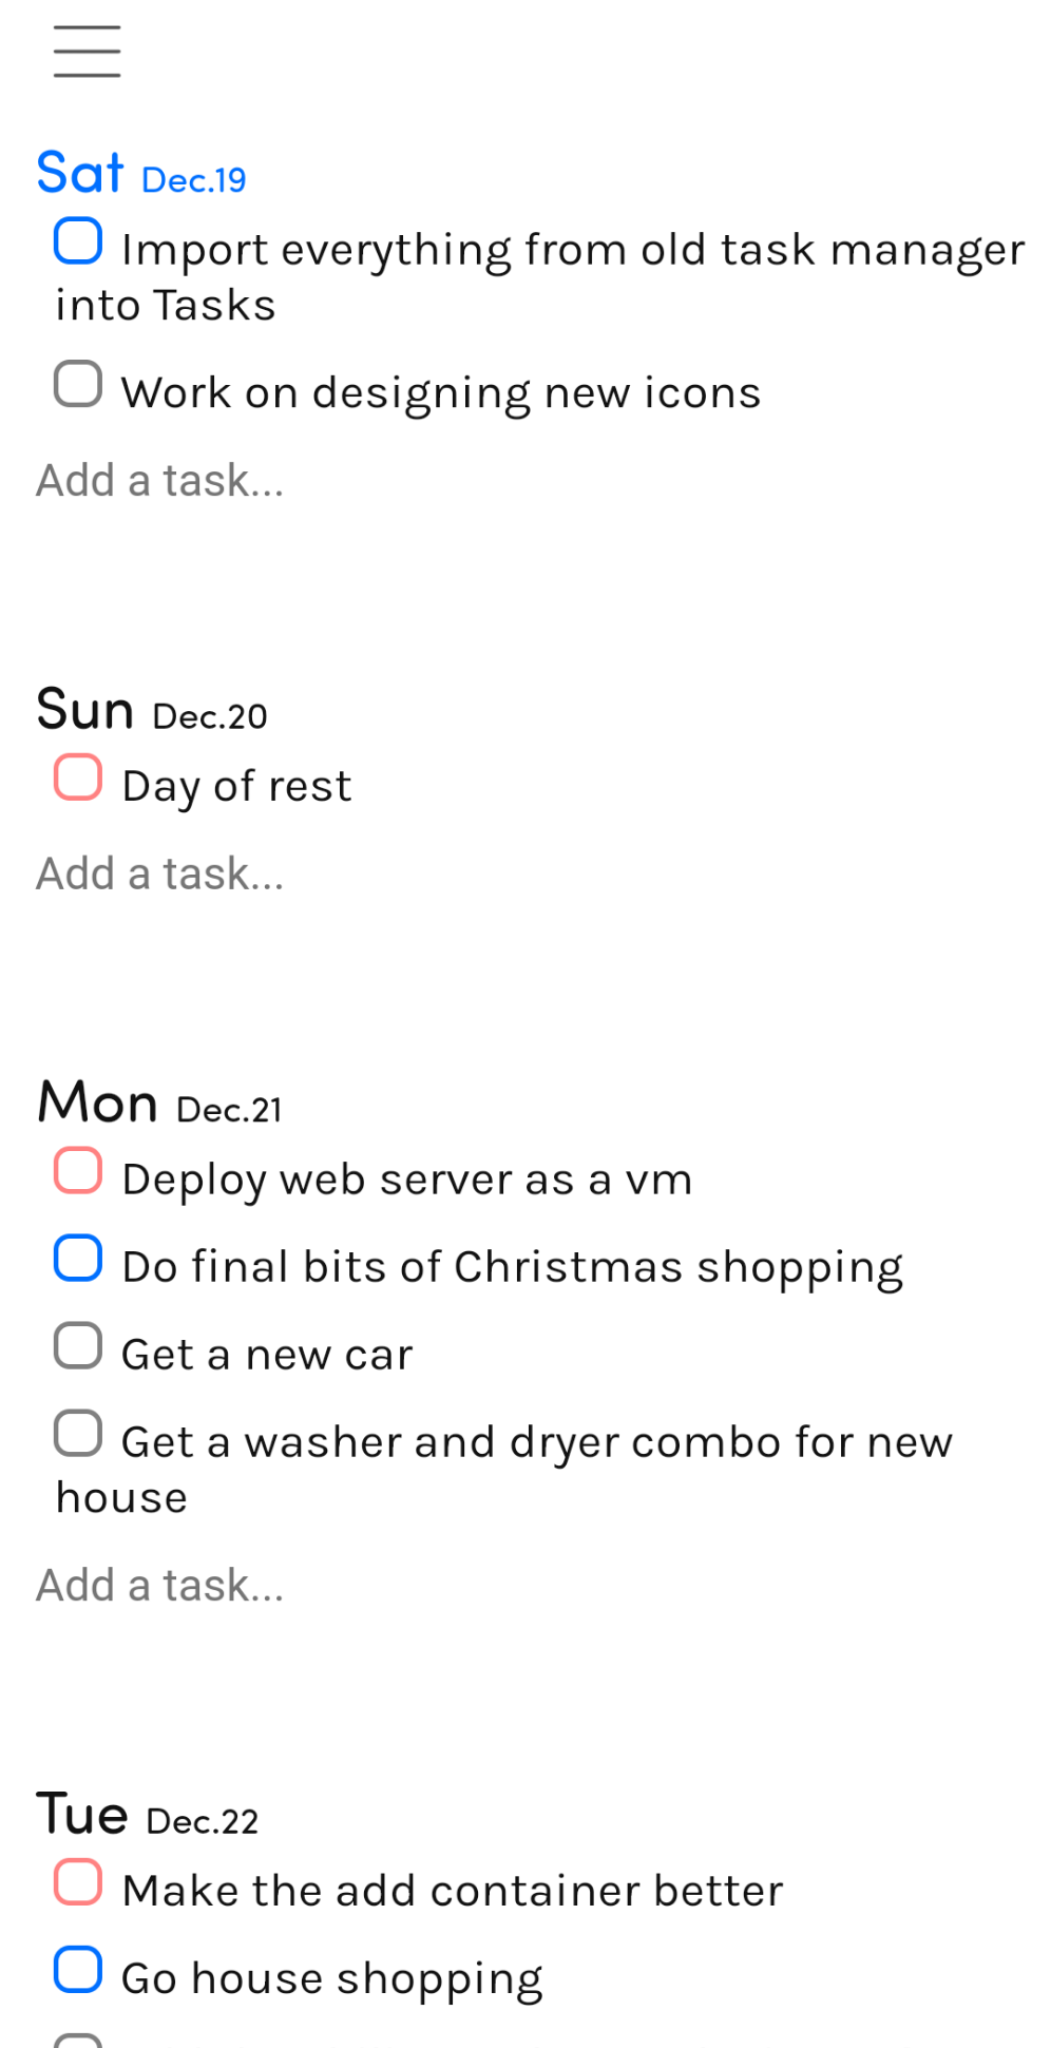 Sat Dec.19
Import everything from old task manager
into Tasks
Work on designing new icons
Add a task...
Sun Dec.20
Day of rest
Add a task...
Mon Dec.21
Deploy web server as a vm
Do final bits of Christmas shopping
Get a new car
Get a washer and dryer combo for new
house
Add a task...
Tue Dec.22
Make the add container better
Go house shopping